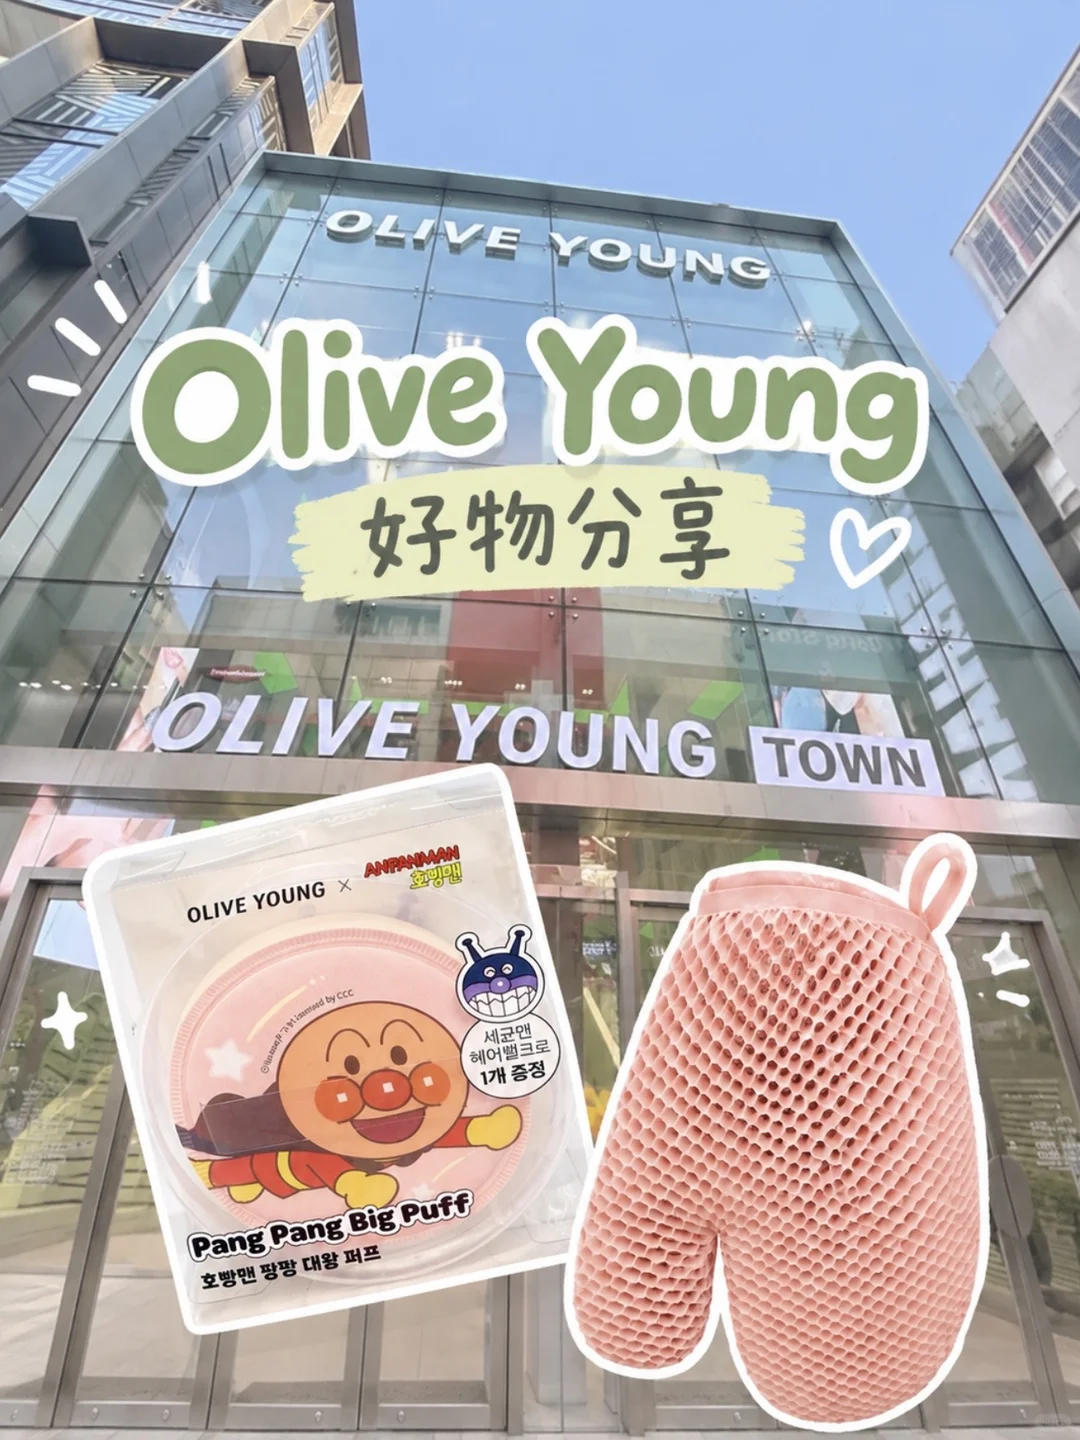 OLIVE YOUNG
Olive Young
好物分享
OLIVE YOUNG TOWN
OLIVE YOUNG × ANPANMAN
호빵맨
세균맨
헤어벨크로
1개 증정
Pang Pang Big Puff
호빵맨 팡팡 대왕 퍼프